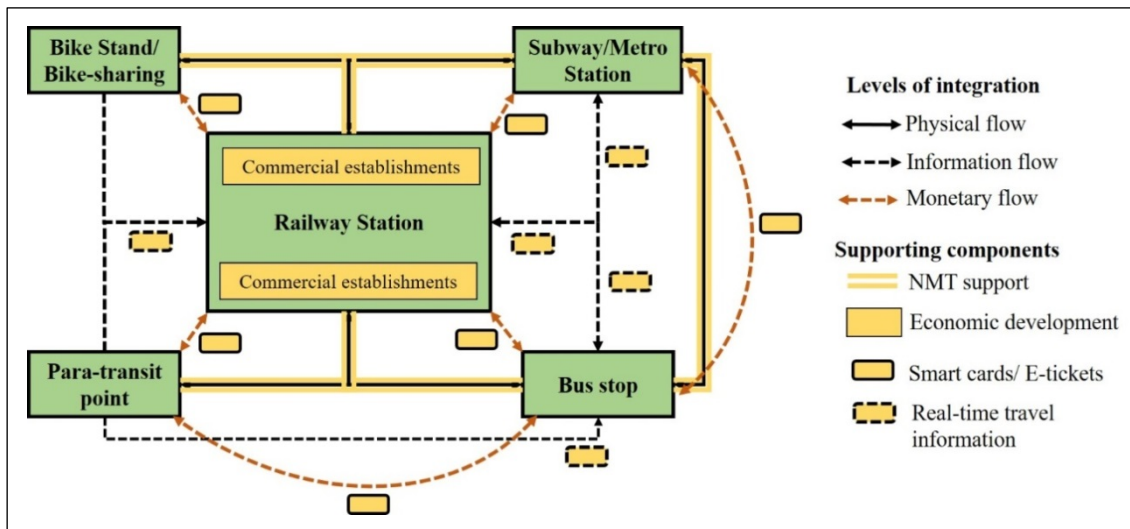 Bike Stand/
Bike-sharing
Subway/Metro
Station
Commercial establishments
Railway Station
Commercial establishments
Para-transit
point
Bus stop
Levels of integration
Physical flow
Information flow
Monetary flow
Supporting components
NMT support
Economic development
Smart cards/ E-tickets
Real-time travel
information